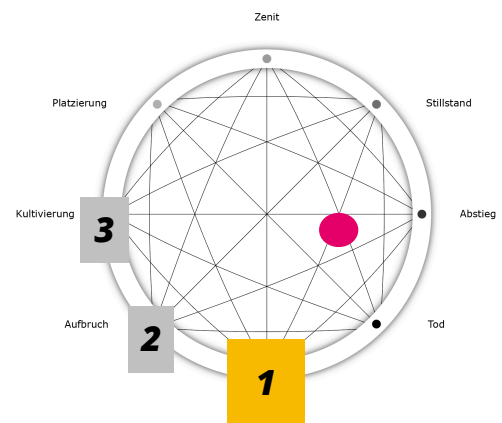 Zenit
Platzierung
Stillstand
Kultivierung
3
Abstieg
Aufbruch
2
Tod
1